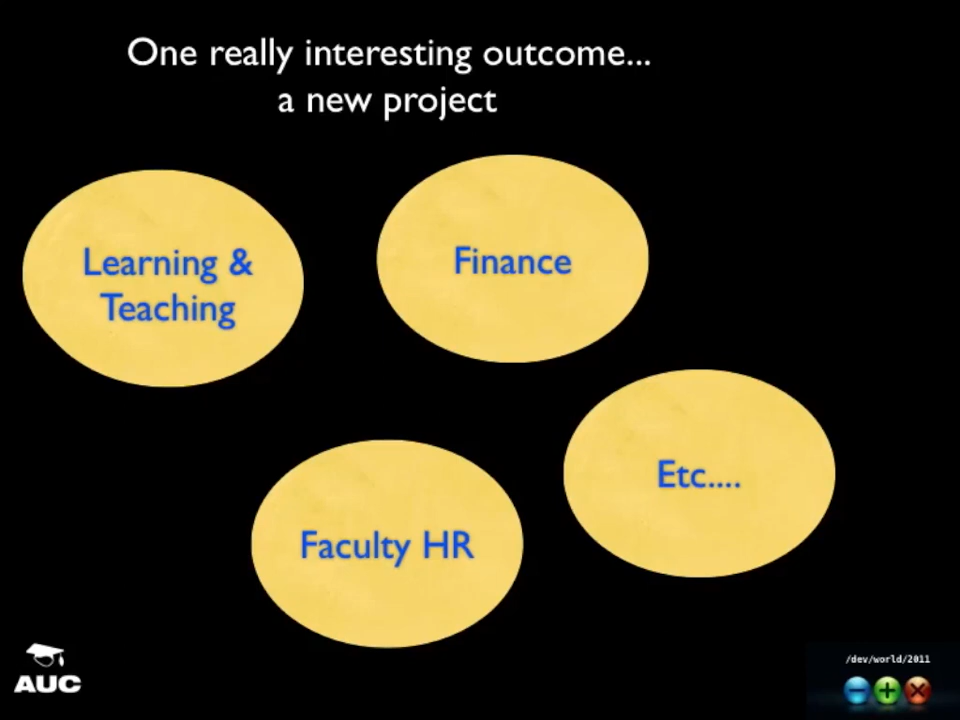 One really interesting outcome...
a new project
Learning &
Teaching
Finance
Etc....
Faculty HR
AUC
/dev/world/2011